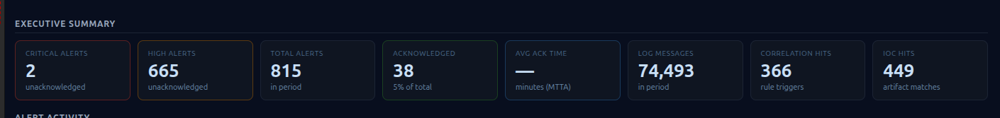 EXECUTIVE SUMMARY
CRITICAL ALERTS
2
unacknowledged
HIGH ALERTS
665
unacknowledged
TOTAL ALERTS
815
in period
ACKNOWLEDGED
38
5% of total
AVG ACK TIME
—
minutes (MTTA)
LOG MESSAGES
74,493
in period
CORRELATION HITS
366
rule triggers
IOC HITS
449
artifact matches
ALERT ACTIVITY